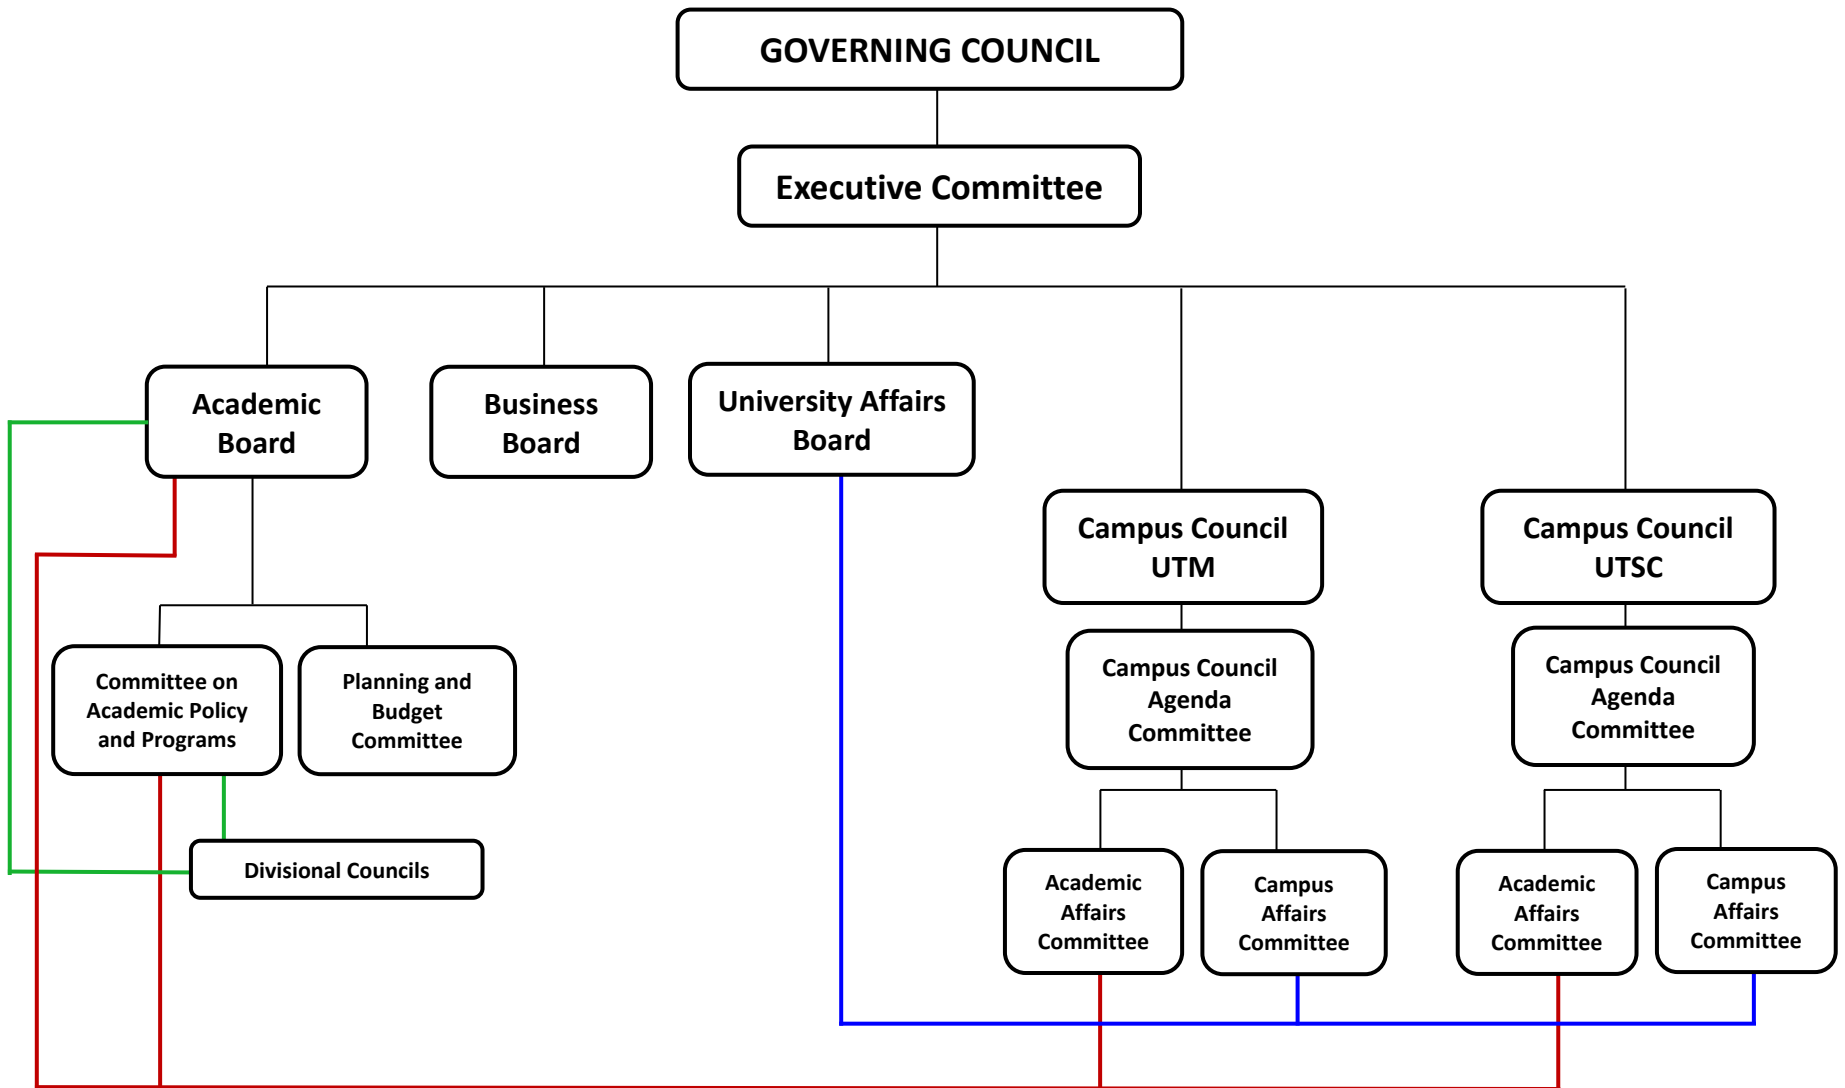 GOVERNING COUNCIL
Executive Committee
Academic
Board
Business
Board
University Affairs
Board
Campus Council
UTM
Campus Council
UTSC
Committee on
Academic Policy
and Programs
Planning and
Budget
Committee
Campus Council
Agenda
Committee
Campus Council
Agenda
Committee
Divisional Councils
Academic
Affairs
Committee
Campus
Affairs
Committee
Academic
Affairs
Committee
Campus
Affairs
Committee